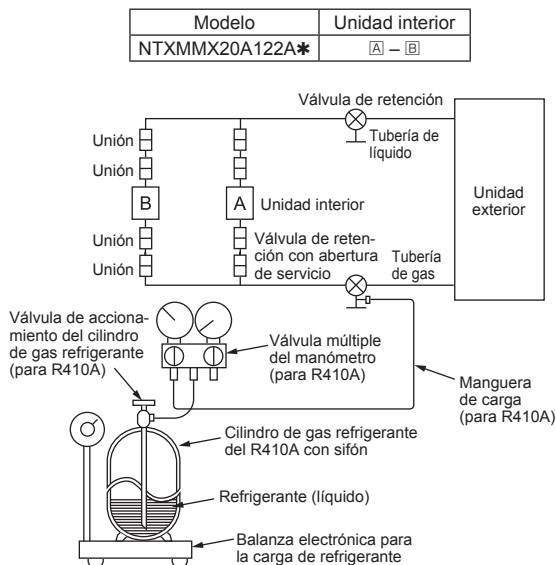 Modelo Unidad interior
NTXMMX20A122A✱ A – B
Válvula de retención
Tubería de
líquido
Unión
Unión
B
A
Unidad interior
Unidad
exterior
Unión
Unión
Válvula de reten-
ción con abertura
de servicio
Tubería
de gas
Válvula de acciona-
miento del cilindro
de gas refrigerante
(para R410A)
Válvula múltiple
del manómetro
(para R410A)
Manguera
de carga
(para R410A)
Cilindro de gas refrigerante
del R410A con sifón
Refrigerante (líquido)
Balanza electrónica para
la carga de refrigerante